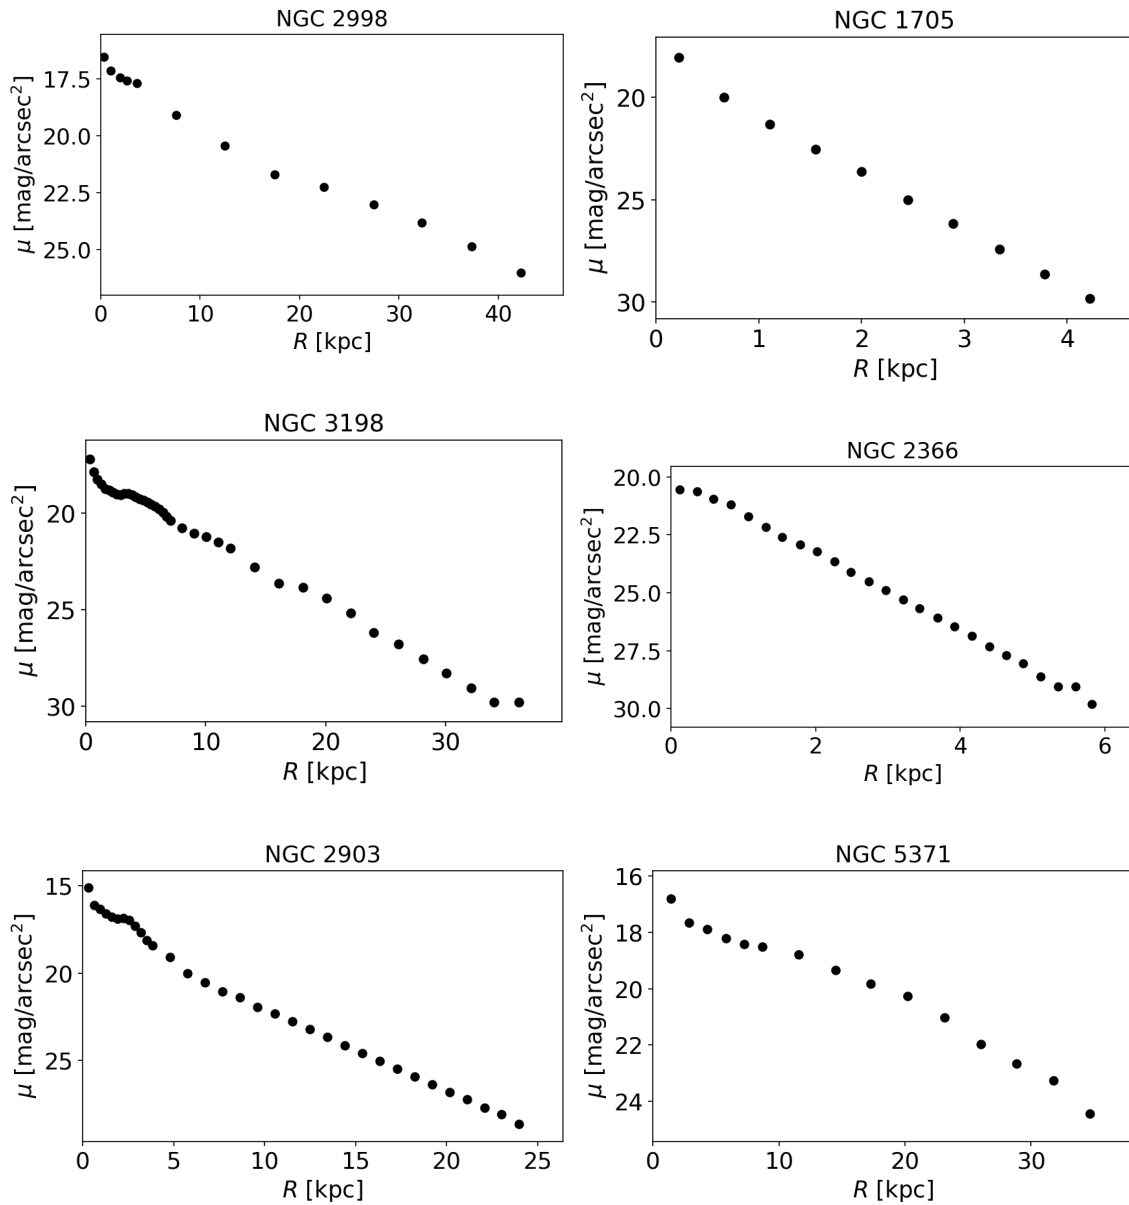 NGC 2998
17.5
20.0
22.5
25.0
μ [mag/arcsec²]
0 10 20 30 40
R [kpc]
NGC 1705
20
25
30
μ [mag/arcsec²]
0 1 2 3 4
R [kpc]
NGC 3198
20
25
30
μ [mag/arcsec²]
0 10 20 30
R [kpc]
NGC 2366
20.0
22.5
25.0
27.5
30.0
μ [mag/arcsec²]
0 2 4 6
R [kpc]
NGC 2903
15
20
25
μ [mag/arcsec²]
0 5 10 15 20 25
R [kpc]
NGC 5371
16
18
20
22
24
μ [mag/arcsec²]
0 10 20 30
R [kpc]